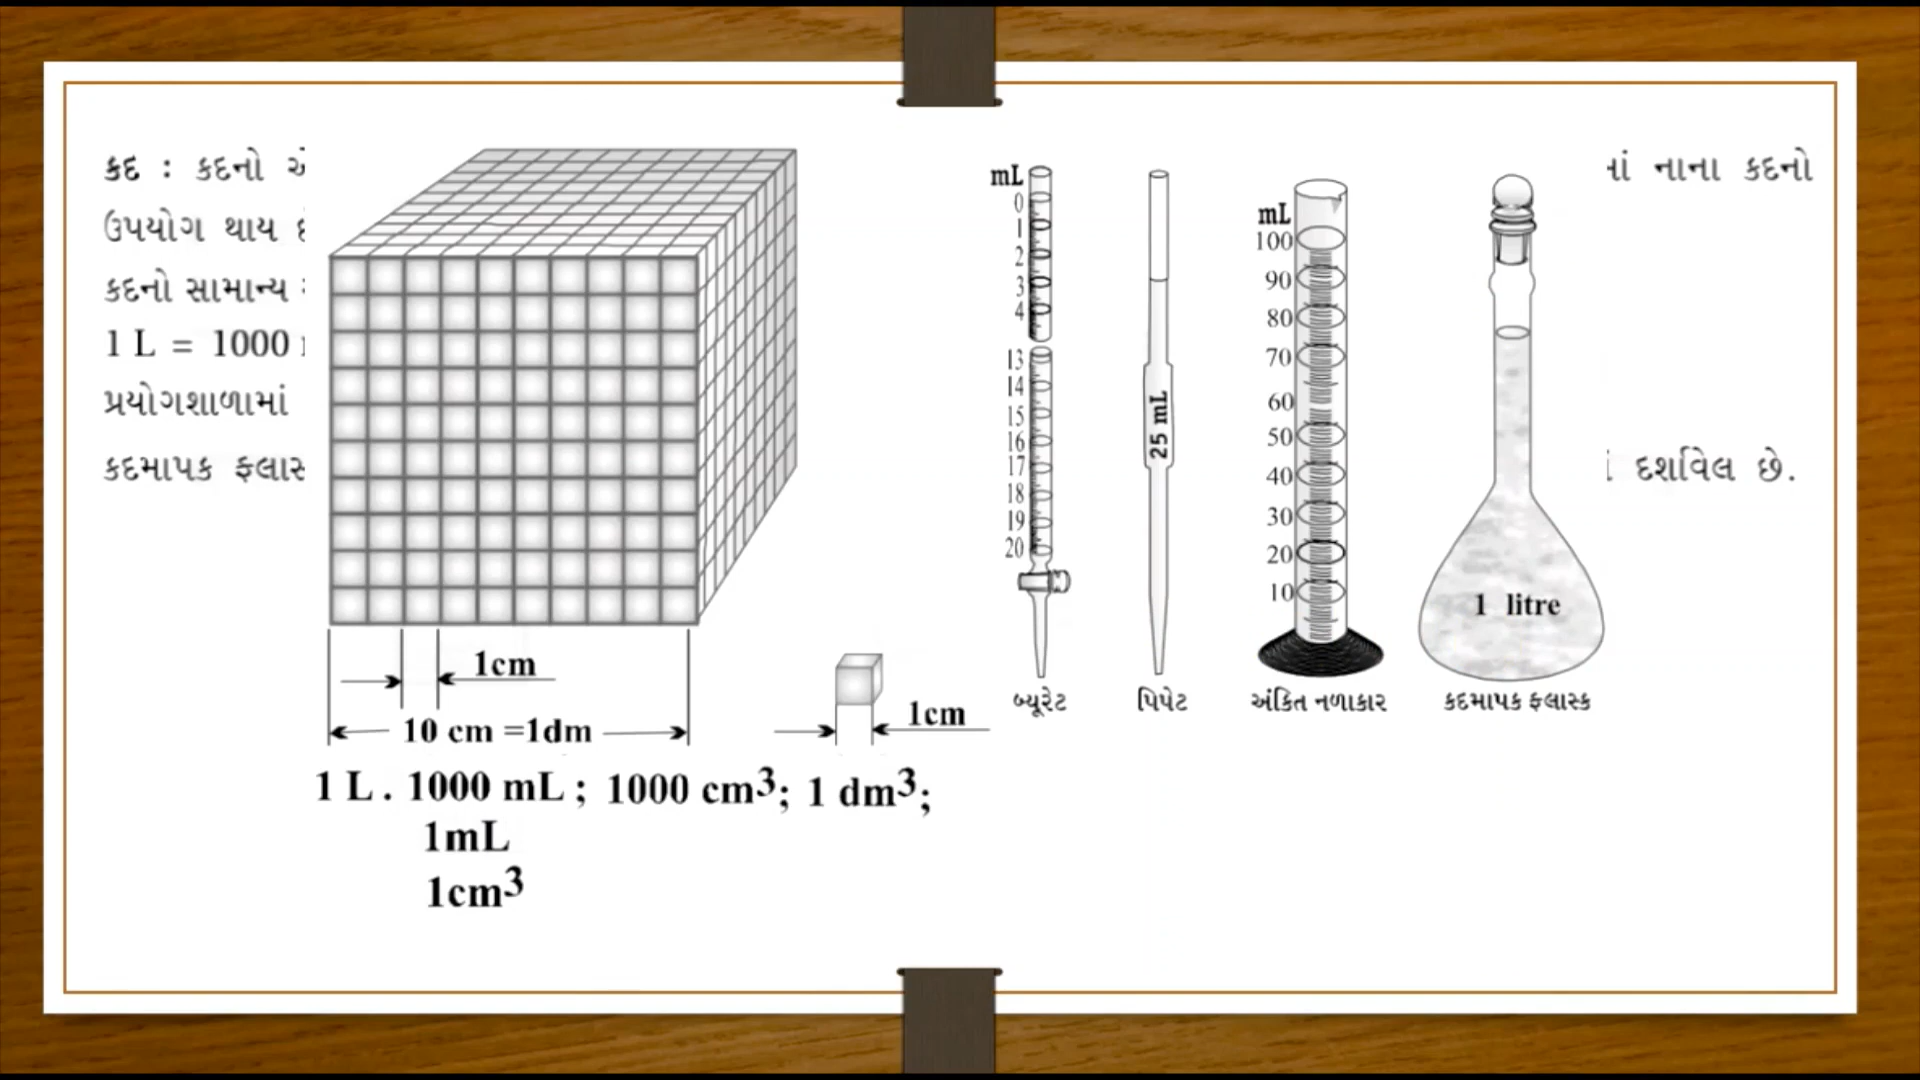 કદ : કદનો
માં નાના કદનો
ઉપયોગ થાય
કદનો સામાન્ય
1 L = 1000
પ્રયોગશાળામાં
કદમાપક ફલાસ્ક
દર્શાવેલ છે.
1cm
10 cm =1dm
1cm
1 L . 1000 mL ; 1000 cm³; 1 dm³;
1mL
1cm³
mL
0
1
2
3
4
13
14
15
16
17
18
19
20
બ્યૂરેટ
25 mL
પિપેટ
mL
100
90
80
70
60
50
40
30
20
10
અંકિત નળાકાર
1 litre
કદમાપક ફલાસ્ક